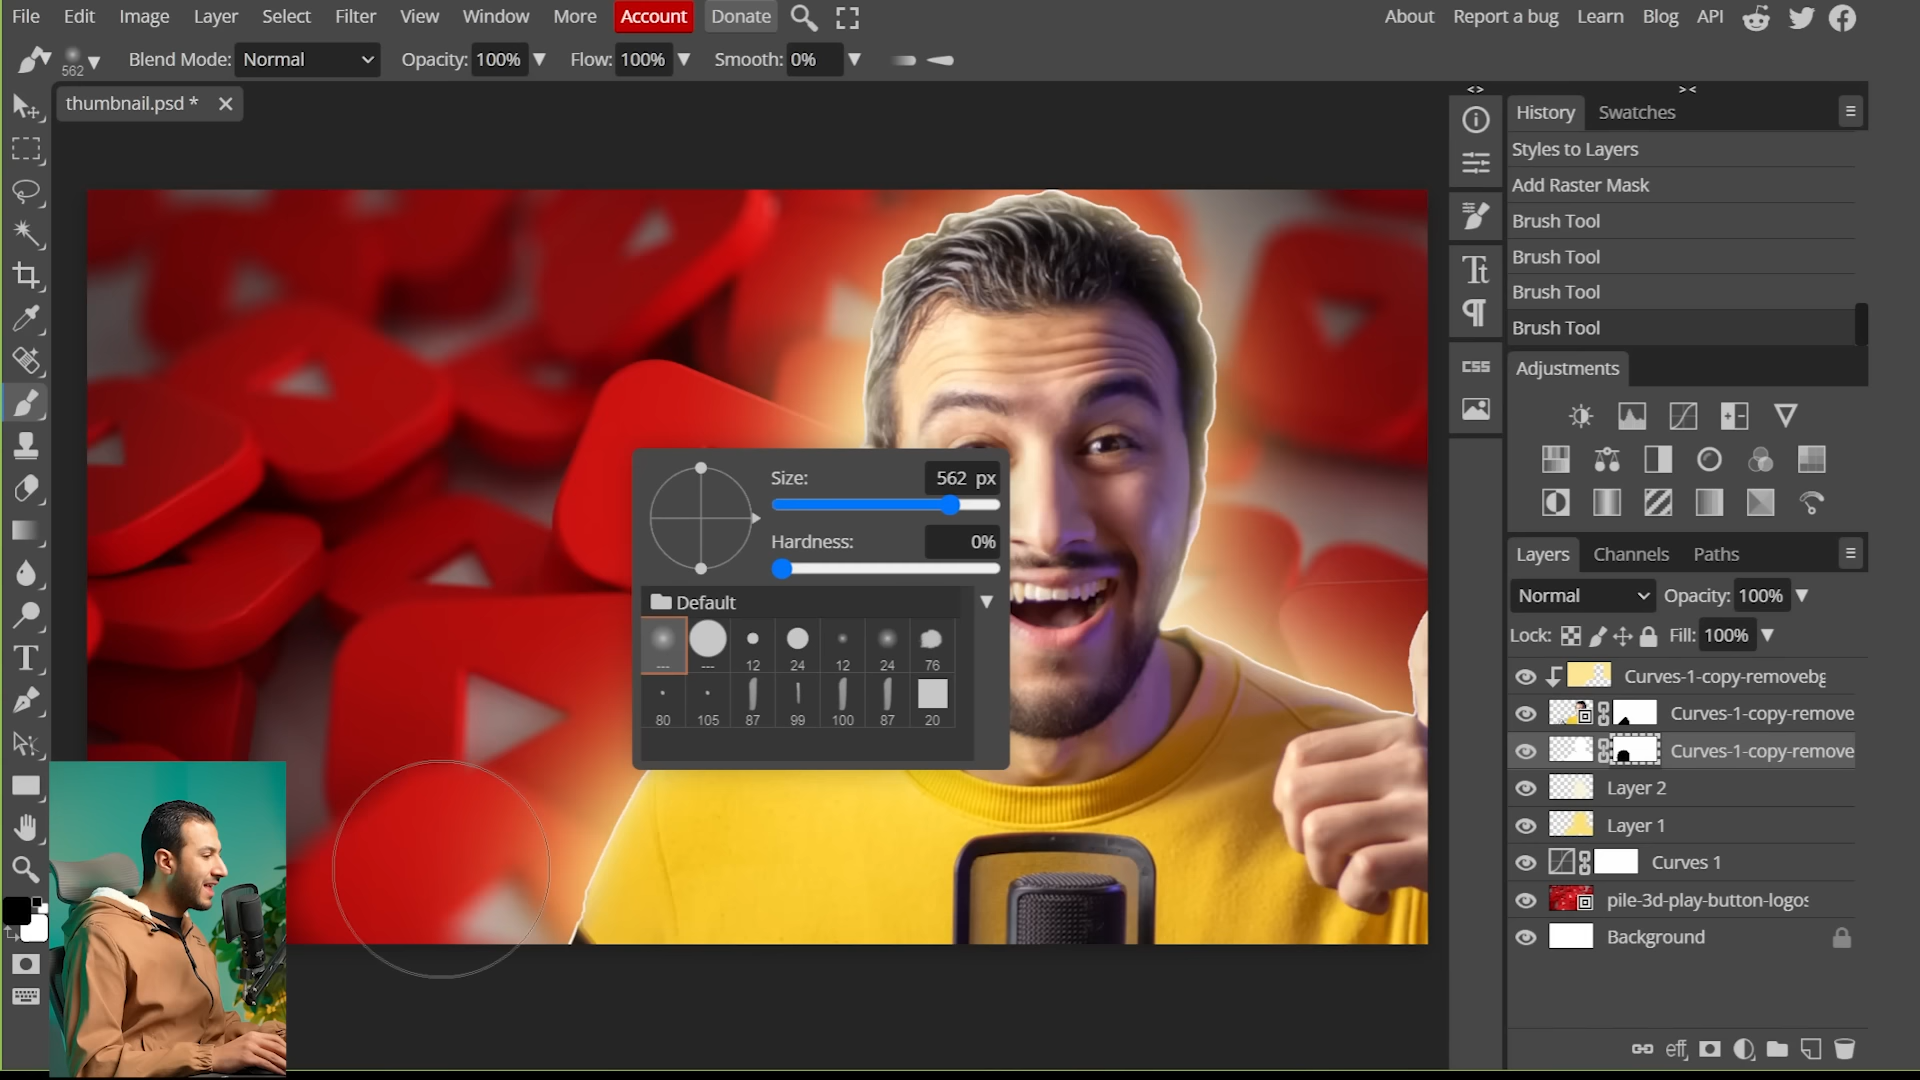 File Edit Image Layer Select Filter View Window More Account Donate About Report a bug Learn Blog API
562 Blend Mode: Normal Opacity: 100% Flow: 100% Smooth: 0%
thumbnail.psd *
History Swatches
Styles to Layers
Add Raster Mask
Brush Tool
Brush Tool
Brush Tool
Brush Tool
CSS
Adjustments
Size: 562 px
Hardness: 0%
Default
--- --- 12 24 12 24 76
80 105 87 99 100 87 20
Layers Channels Paths
Normal Opacity: 100%
Lock: Fill: 100%
Curves-1-copy-removebg
Curves-1-copy-remove
Curves-1-copy-remove
Layer 2
Layer 1
Curves 1
pile-3d-play-button-logos
Background
eff